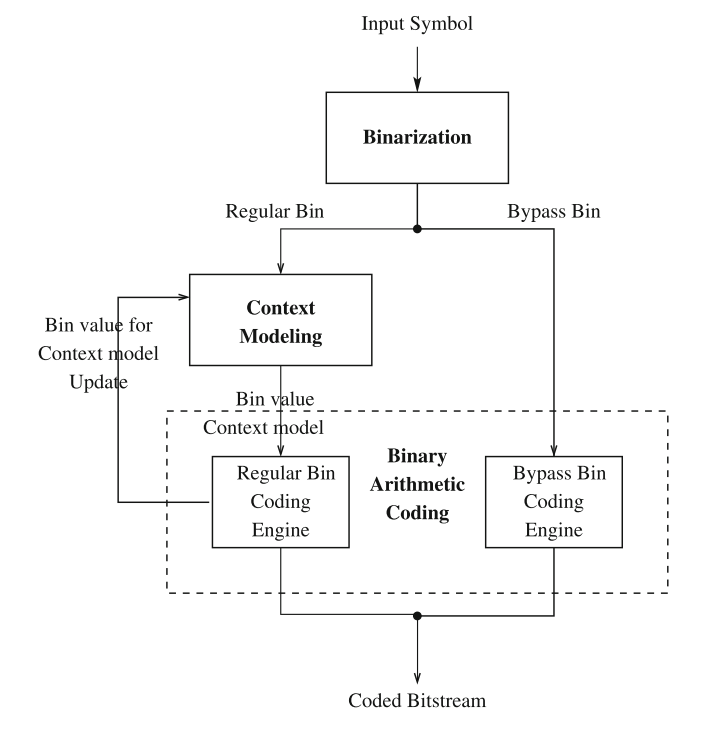 Input Symbol
Binarization
Regular Bin
Bypass Bin
Context
Modeling
Bin value for
Context model
Update
Bin value
Context model
Regular Bin
Coding
Engine
Binary
Arithmetic
Coding
Bypass Bin
Coding
Engine
Coded Bitstream